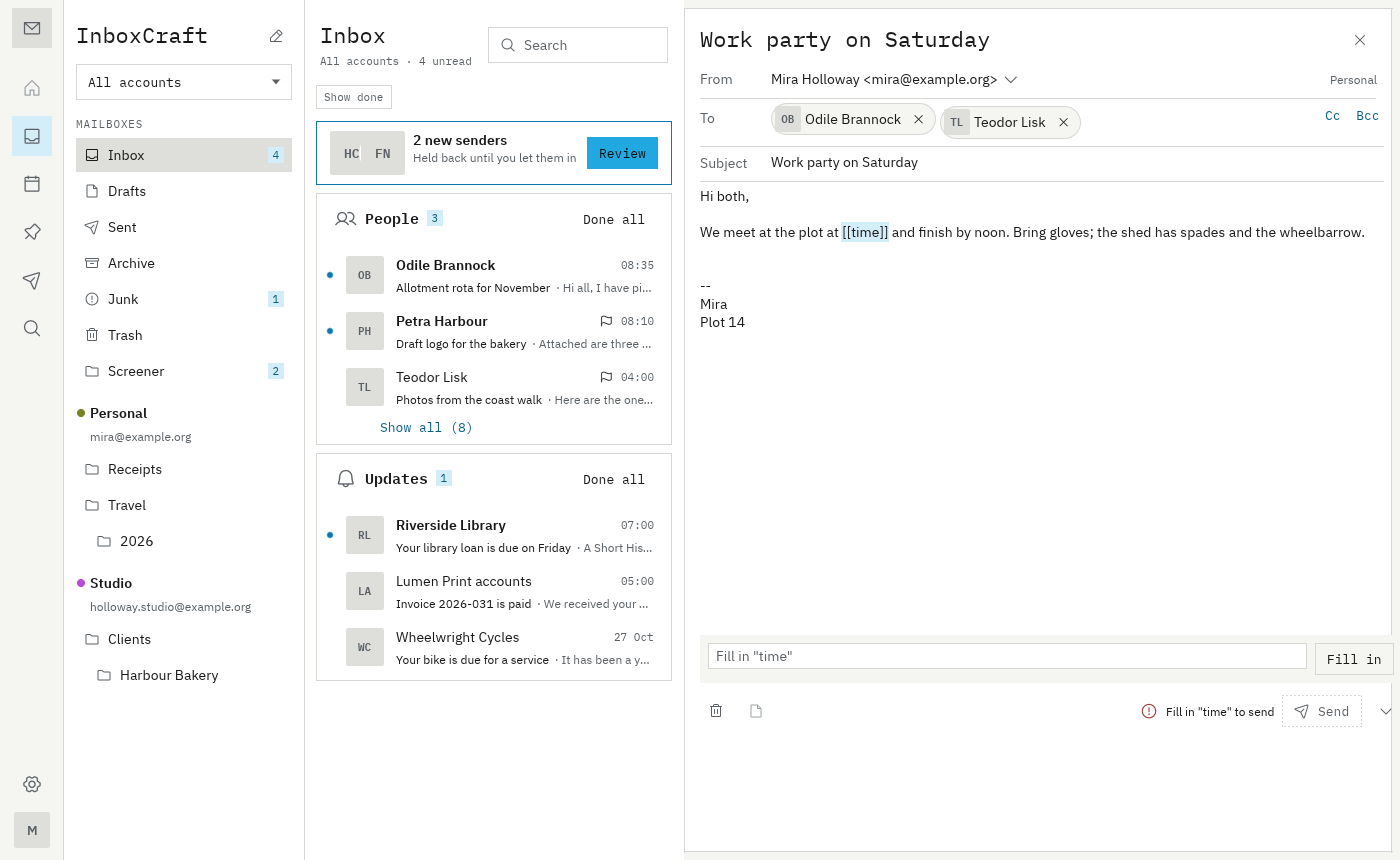 InboxCraft
All accounts
MAILBOXES
Inbox 4
Drafts
Sent
Archive
Junk 1
Trash
Screener 2
Personal
mira@example.org
Receipts
Travel
2026
Studio
holloway.studio@example.org
Clients
Harbour Bakery
M
Inbox
All accounts · 4 unread
Search
Show done
HC FN
2 new senders
Held back until you let them in
Review
People 3 Done all
OB Odile Brannock 08:35
Allotment rota for November · Hi all, I have pi…
PH Petra Harbour 08:10
Draft logo for the bakery · Attached are three …
TL Teodor Lisk 04:00
Photos from the coast walk · Here are the one…
Show all (8)
Updates 1 Done all
RL Riverside Library 07:00
Your library loan is due on Friday · A Short His…
LA Lumen Print accounts 05:00
Invoice 2026-031 is paid · We received your …
WC Wheelwright Cycles 27 Oct
Your bike is due for a service · It has been a y…
Work party on Saturday
From Mira Holloway <mira@example.org> Personal
To OB Odile Brannock TL Teodor Lisk Cc Bcc
Subject Work party on Saturday
Hi both,
We meet at the plot at [[time]] and finish by noon. Bring gloves; the shed has spades and the wheelbarrow.
--
Mira
Plot 14
Fill in "time" Fill in
Fill in "time" to send Send